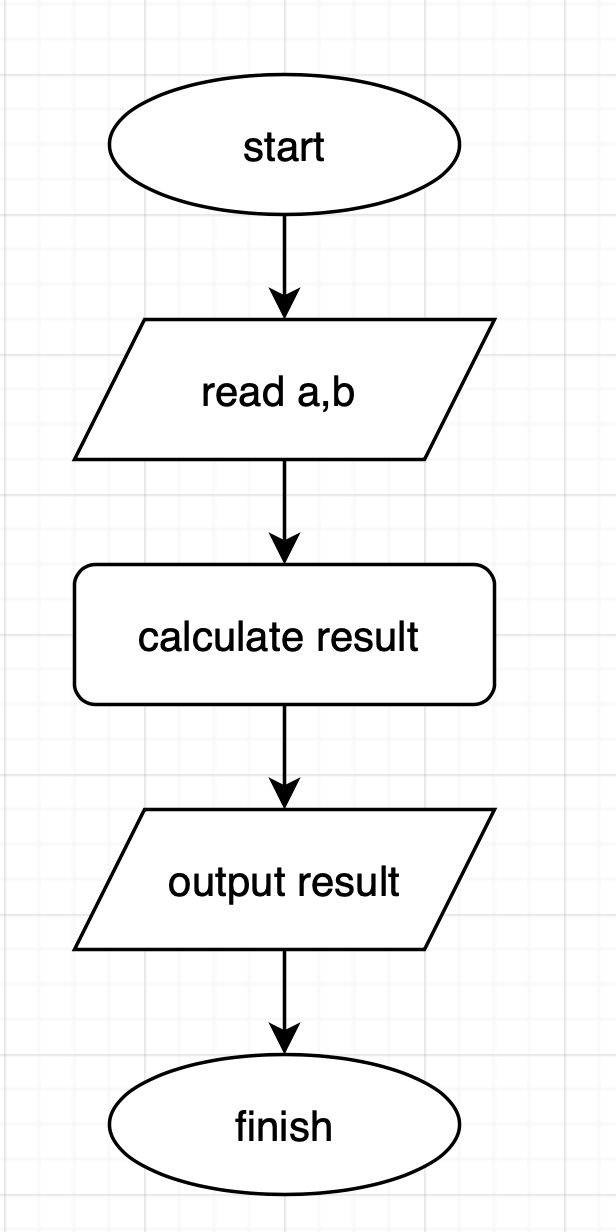 start
read a,b
calculate result
output result
finish